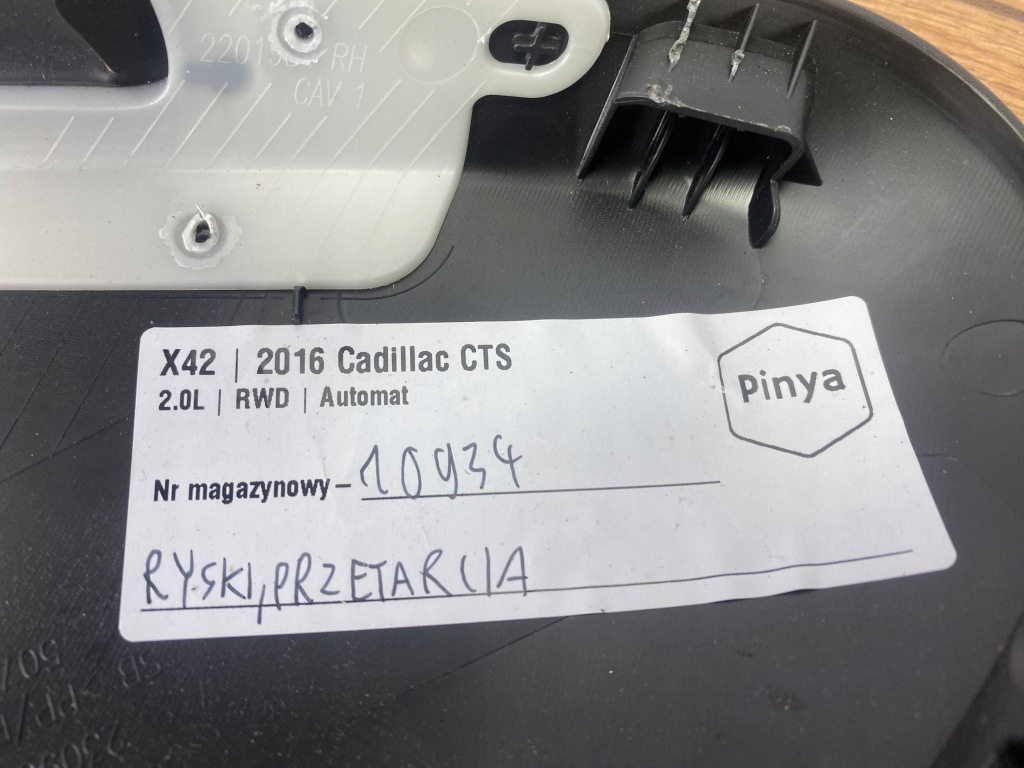 RH
CAV 1
X42 | 2016 Cadillac CTS
2.0L | RWD | Automat
Pinya
Nr magazynowy – 10934
RYSKI, PRZETARCIA